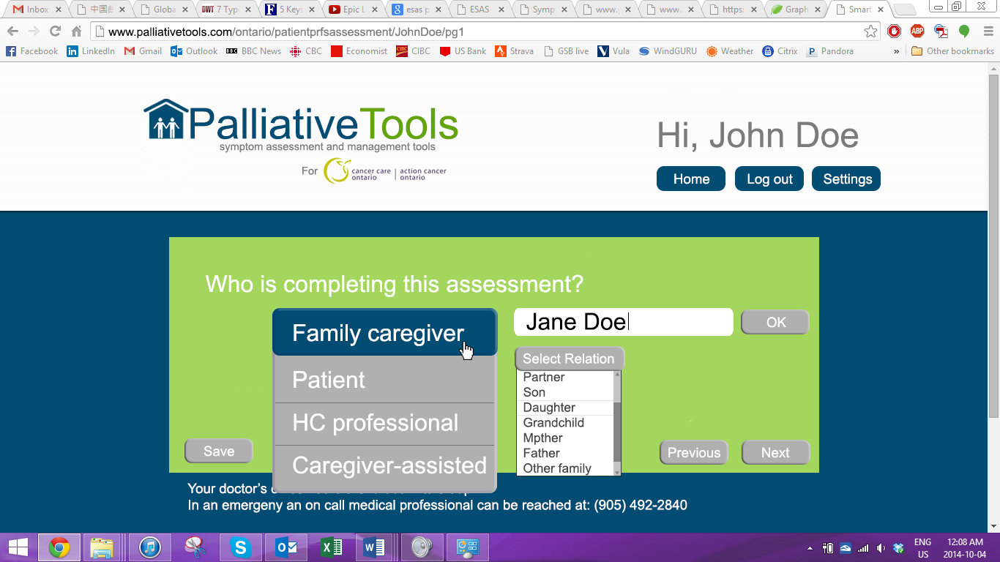 Inbox
中国曲
Globa
DWT 7 Type
F 5 Keys
Epic L
esas p
ESAS
Symp
www.
www.
https:
Graph
Smart
www.palliativetools.com/ontario/patientprfsassessment/JohnDoe/pg1
Facebook LinkedIn Gmail Outlook BBC News CBC Economist CIBC US Bank Strava GSB live Vula WindGURU Weather Citrix Pandora » Other bookmarks
PalliativeTools
symptom assessment and management tools
For cancer care ontario | action cancer ontario
Hi, John Doe
Home Log out Settings
Who is completing this assessment?
Family caregiver
Patient
HC professional
Caregiver-assisted
Jane Doe
OK
Select Relation
Partner
Son
Daughter
Grandchild
Mpther
Father
Other family
Save
Previous Next
Your doctor's
In an emergeny an on call medical professional can be reached at: (905) 492-2840
ENG
US
12:08 AM
2014-10-04